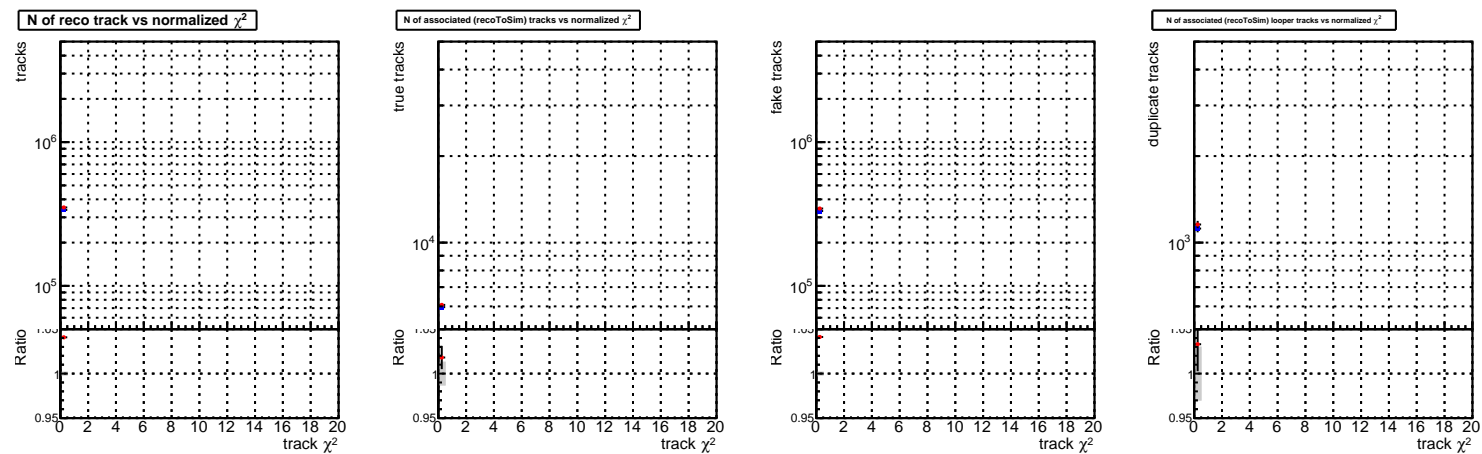 N of reco track vs normalized χ²
tracks
10⁶
10⁵
Ratio
1
0.95
0 2 4 6 8 10 12 14 16 18 20
track χ²
N of associated (recoToSim) tracks vs normalized χ²
true tracks
10⁴
Ratio
1.05
1
0.95
0 2 4 6 8 10 12 14 16 18 20
track χ²
fake tracks
10⁶
10⁵
Ratio
1
0.95
0 2 4 6 8 10 12 14 16 18 20
track χ²
N of associated (recoToSim) looper tracks vs normalized χ²
duplicate tracks
10³
Ratio
1
0.95
0 2 4 6 8 10 12 14 16 18 20
track χ²